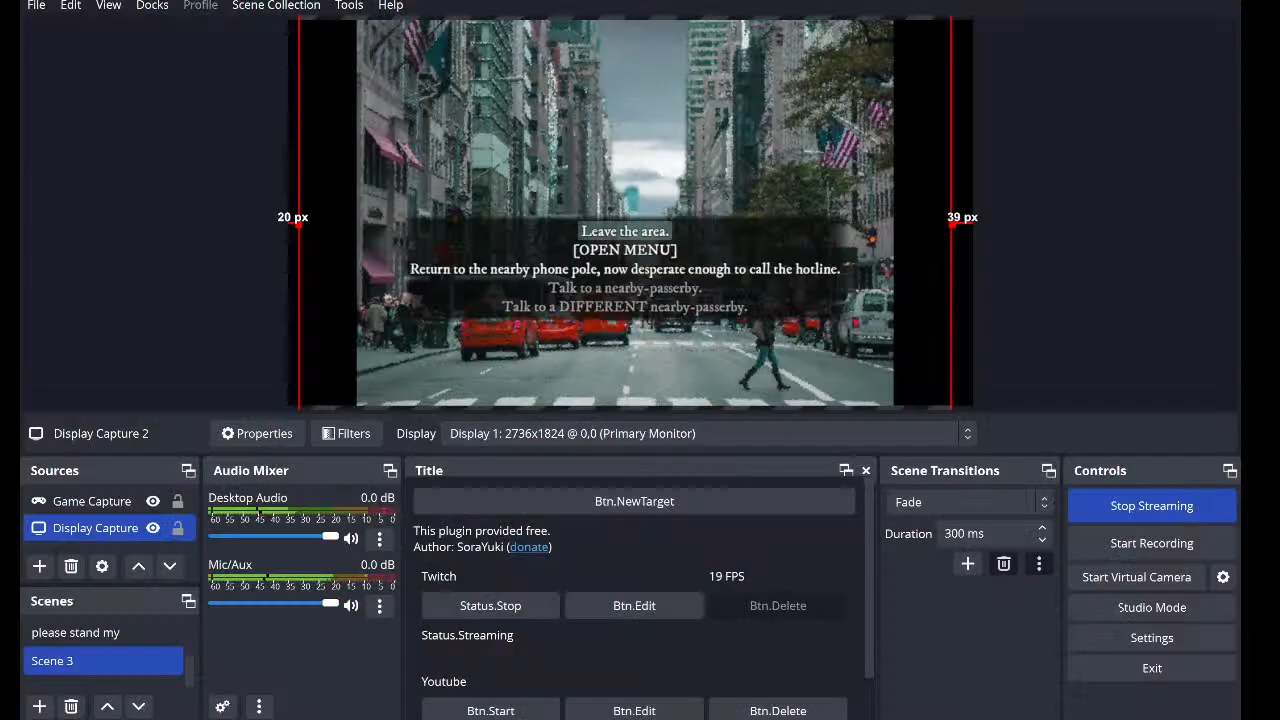 File Edit View Docks Profile Scene Collection Tools Help
20 px
39 px
Leave the area.
[OPEN MENU]
Return to the nearby phone pole, now desperate enough to call the hotline.
Talk to a nearby-passerby.
Talk to a DIFFERENT nearby-passerby.
Display Capture 2 Properties Filters Display Display 1: 2736x1824 @ 0,0 (Primary Monitor)
Sources
Game Capture
Display Capture
Scenes
please stand my
Scene 3
Audio Mixer
Desktop Audio 0.0 dB
60 55 50 45 40 35 30 25 20 15 10 5 0
Mic/Aux 0.0 dB
60 55 50 45 40 35 30 25 20 15 10 5 0
Title
Btn.NewTarget
This plugin provided free.
Author: SoraYuki (donate)
Twitch 19 FPS
Status.Stop Btn.Edit Btn.Delete
Status.Streaming
Youtube
Btn.Start Btn.Edit Btn.Delete
Scene Transitions
Fade
Duration 300 ms
Controls
Stop Streaming
Start Recording
Start Virtual Camera
Studio Mode
Settings
Exit